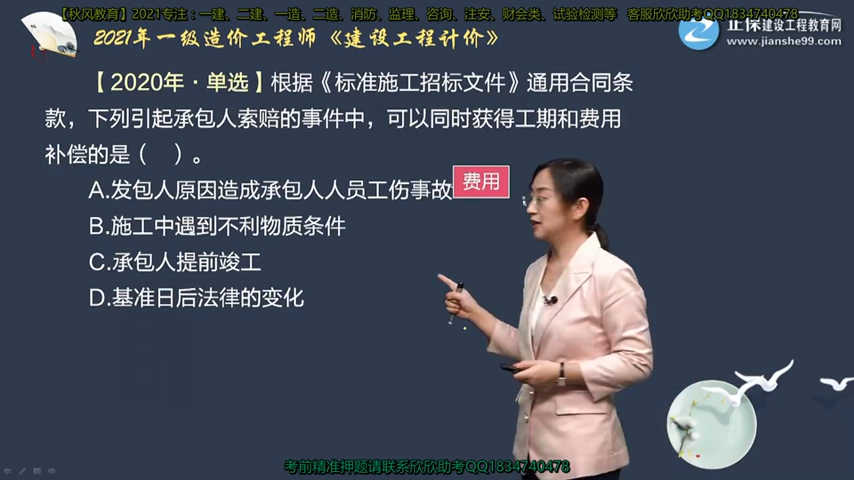 【秋风教育】2021专注：一建、二建、一造、二造、消防、监理、咨询、注安、财会类、试验检测等  客服欣欣助考QQ1834740478
2021年一级造价工程师《建设工程计价》
正保建设工程教育网
www.jianshe99.com
【2020年·单选】根据《标准施工招标文件》通用合同条
款，下列引起承包人索赔的事件中，可以同时获得工期和费用
补偿的是（　）。
A.发包人原因造成承包人人员工伤事故
费用
B.施工中遇到不利物质条件
C.承包人提前竣工
D.基准日后法律的变化
考前精准押题请联系欣欣助考QQ1834740478